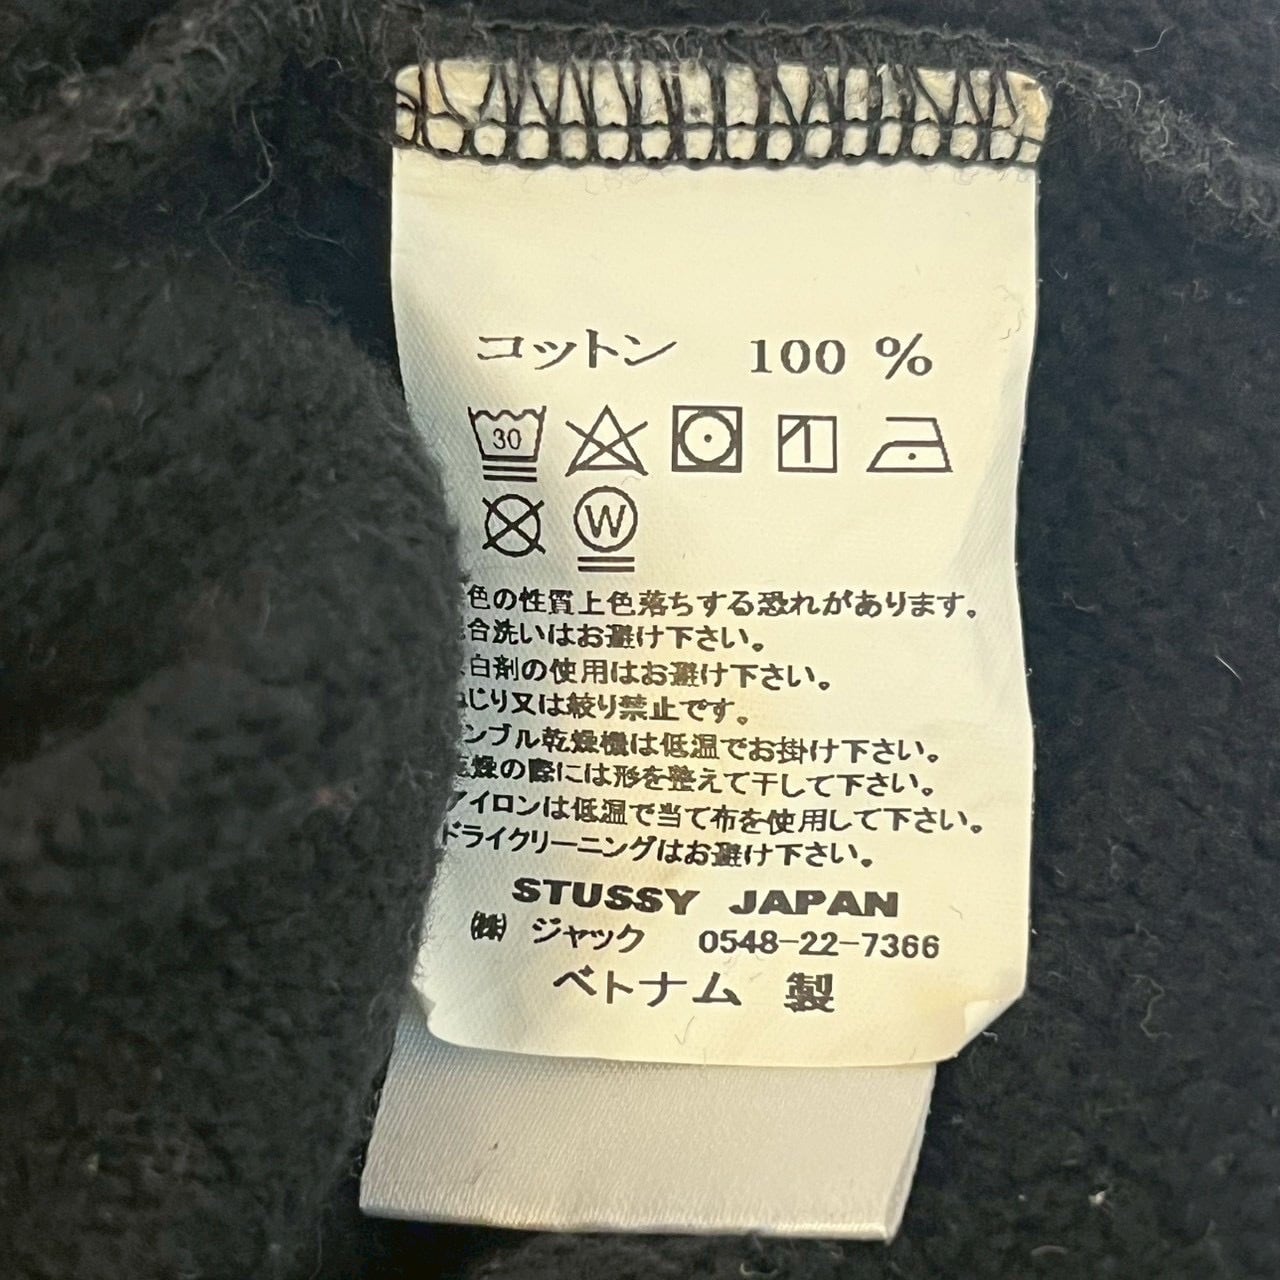 コットン 100 %
30
W
色の性質上色落ちする恐れがあります。
合洗いはお避け下さい。
白剤の使用はお避け下さい。
じり又は絞り禁止です。
ンブル乾燥機は低温でお掛け下さい。
燥の際には形を整えて干して下さい。
アイロンは低温で当て布を使用して下さい。
ドライクリーニングはお避け下さい。
STUSSY JAPAN
㈱ ジャック 0548-22-7366
ベトナム 製